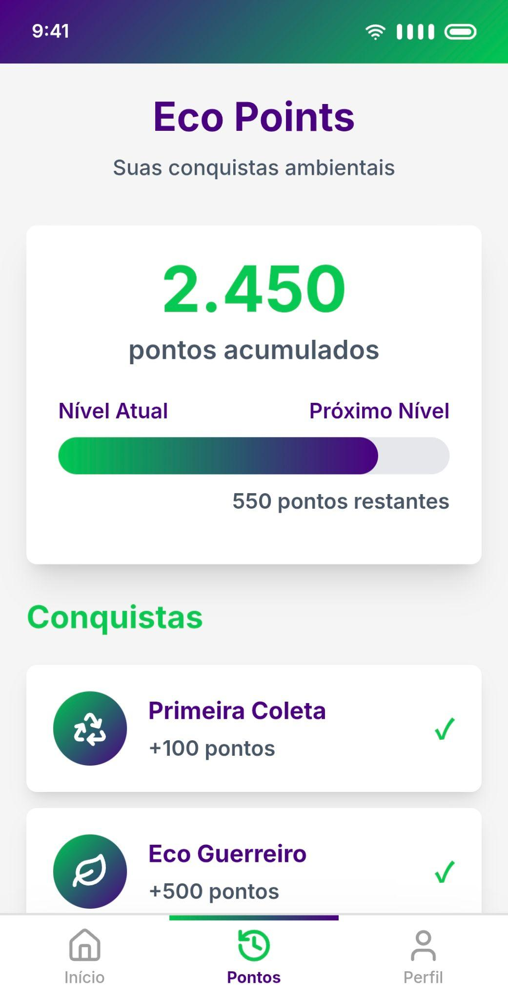 9:41
Eco Points
Suas conquistas ambientais
2.450
pontos acumulados
Nível Atual Próximo Nível
550 pontos restantes
Conquistas
Primeira Coleta
+100 pontos
Eco Guerreiro
+500 pontos
Início Pontos Perfil